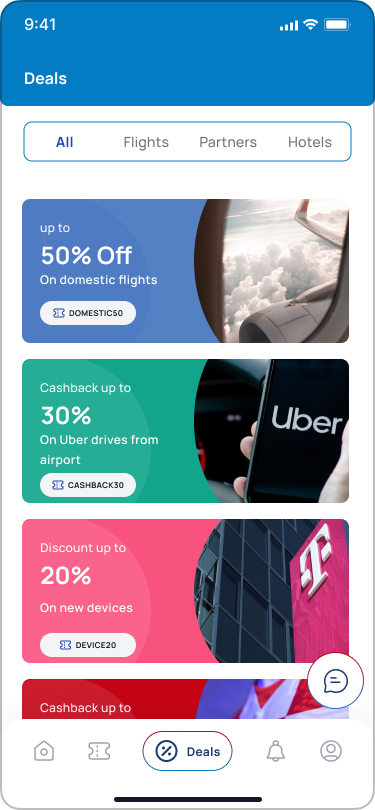 9:41
Deals
All Flights Partners Hotels
up to
50% Off
On domestic flights
DOMESTIC50
Cashback up to
30%
On Uber drives from
airport
CASHBACK30
Uber
Discount up to
20%
On new devices
DEVICE20
T
Cashback up to
Deals